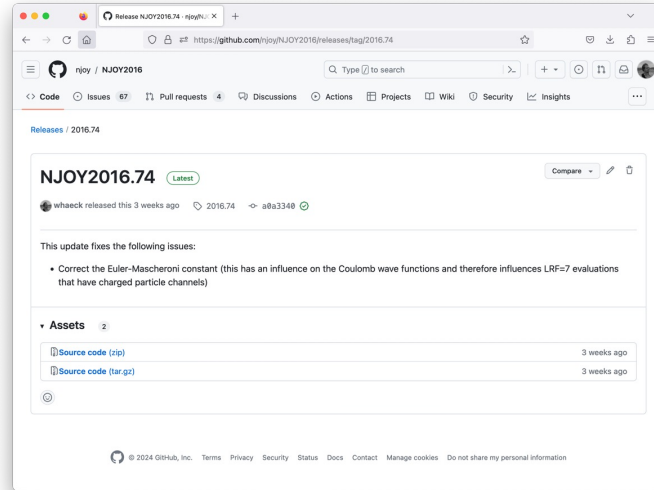 Release NJOY2016.74 · njoy/NJO
https://github.com/njoy/NJOY2016/releases/tag/2016.74
njoy / NJOY2016
Type / to search
Code Issues 67 Pull requests 4 Discussions Actions Projects Wiki Security Insights
Releases / 2016.74
NJOY2016.74 Latest
Compare
whaeck released this 3 weeks ago 2016.74 a0a3340
This update fixes the following issues:
• Correct the Euler-Mascheroni constant (this has an influence on the Coulomb wave functions and therefore influences LRF=7 evaluations
that have charged particle channels)
Assets 2
Source code (zip) 3 weeks ago
Source code (tar.gz) 3 weeks ago
© 2024 GitHub, Inc. Terms Privacy Security Status Docs Contact Manage cookies Do not share my personal information